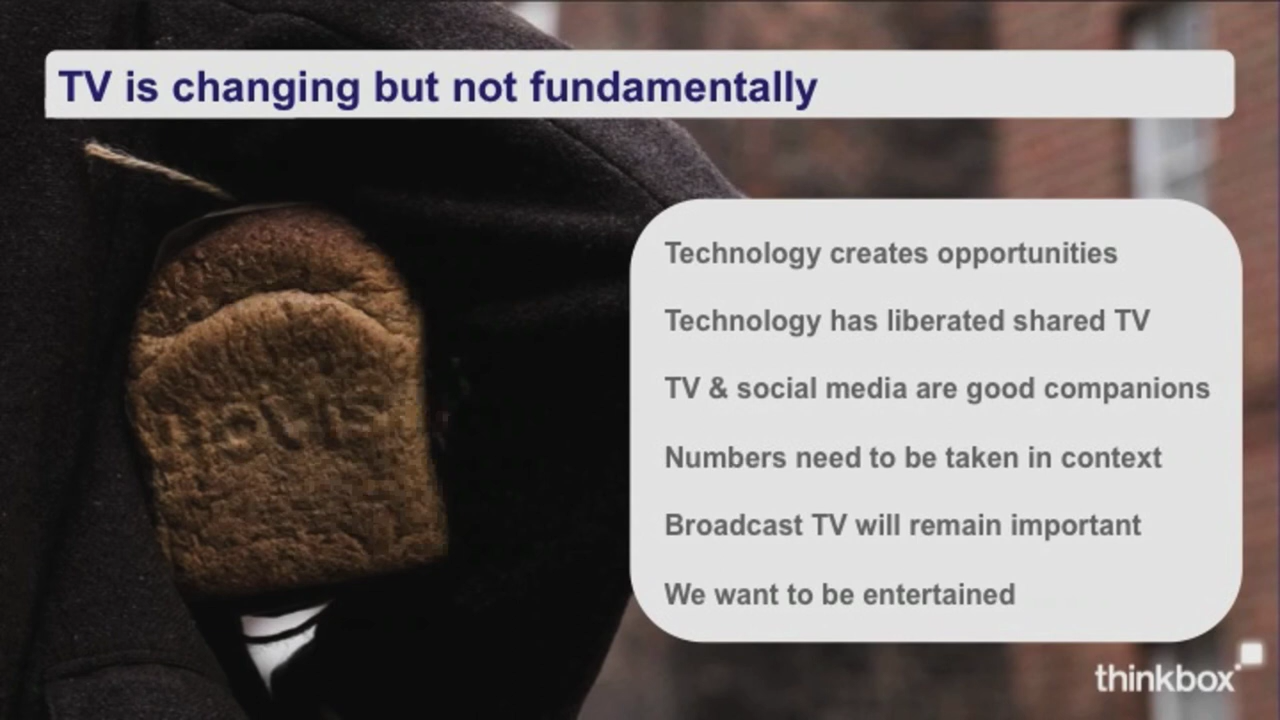 TV is changing but not fundamentally
HOVIS
Technology creates opportunities
Technology has liberated shared TV
TV & social media are good companions
Numbers need to be taken in context
Broadcast TV will remain important
We want to be entertained
thinkbox